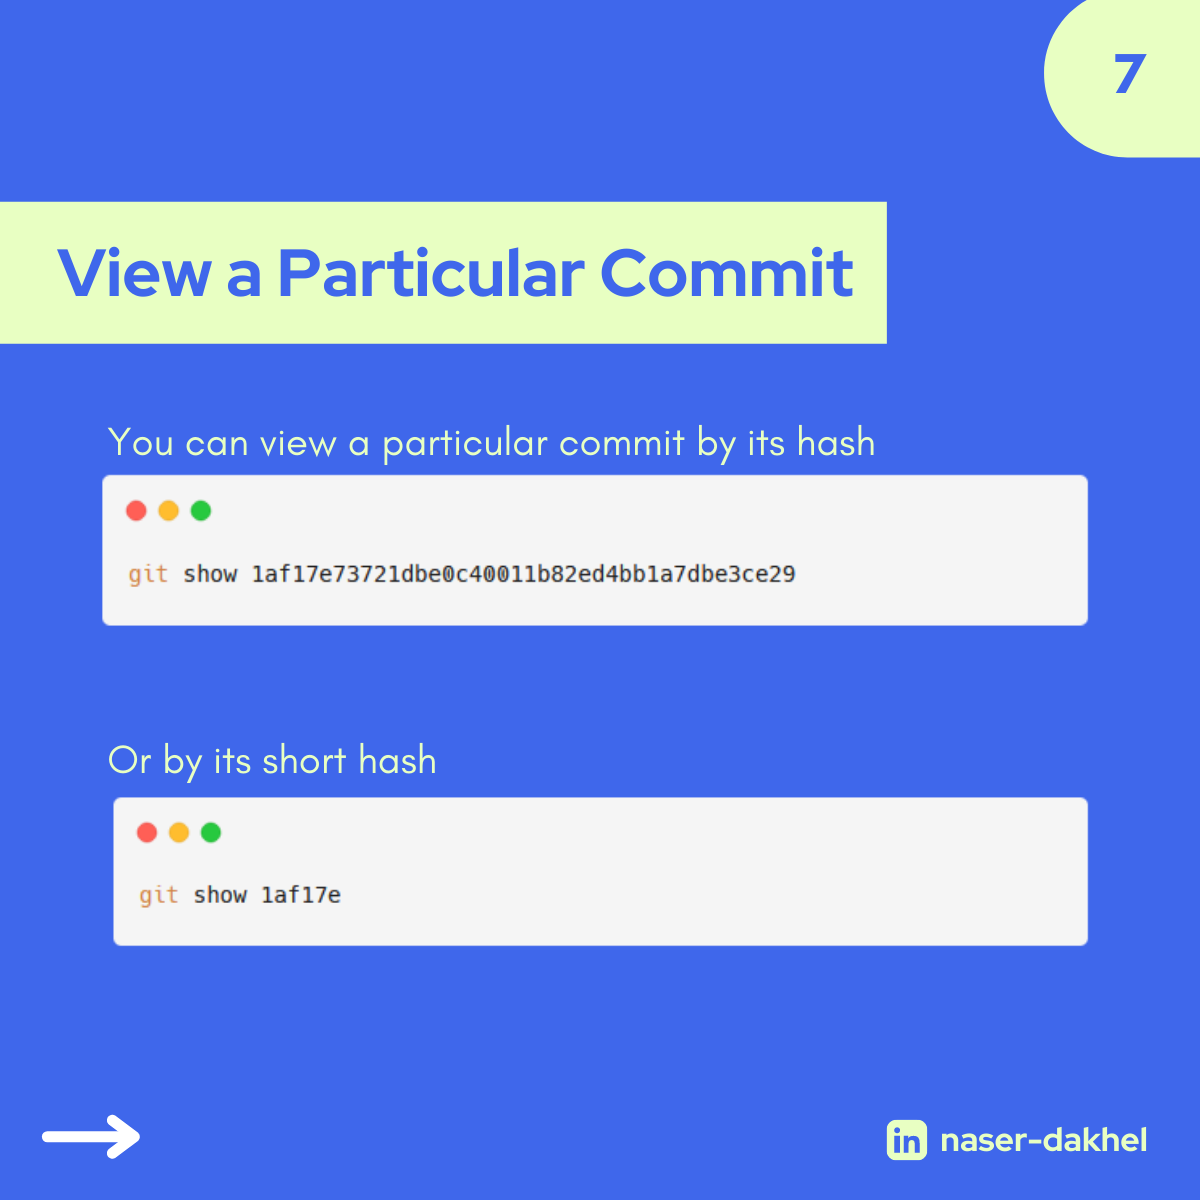 7
View a Particular Commit
You can view a particular commit by its hash
git show 1af17e73721dbe0c40011b82ed4bb1a7dbe3ce29
Or by its short hash
git show 1af17e
in naser-dakhel